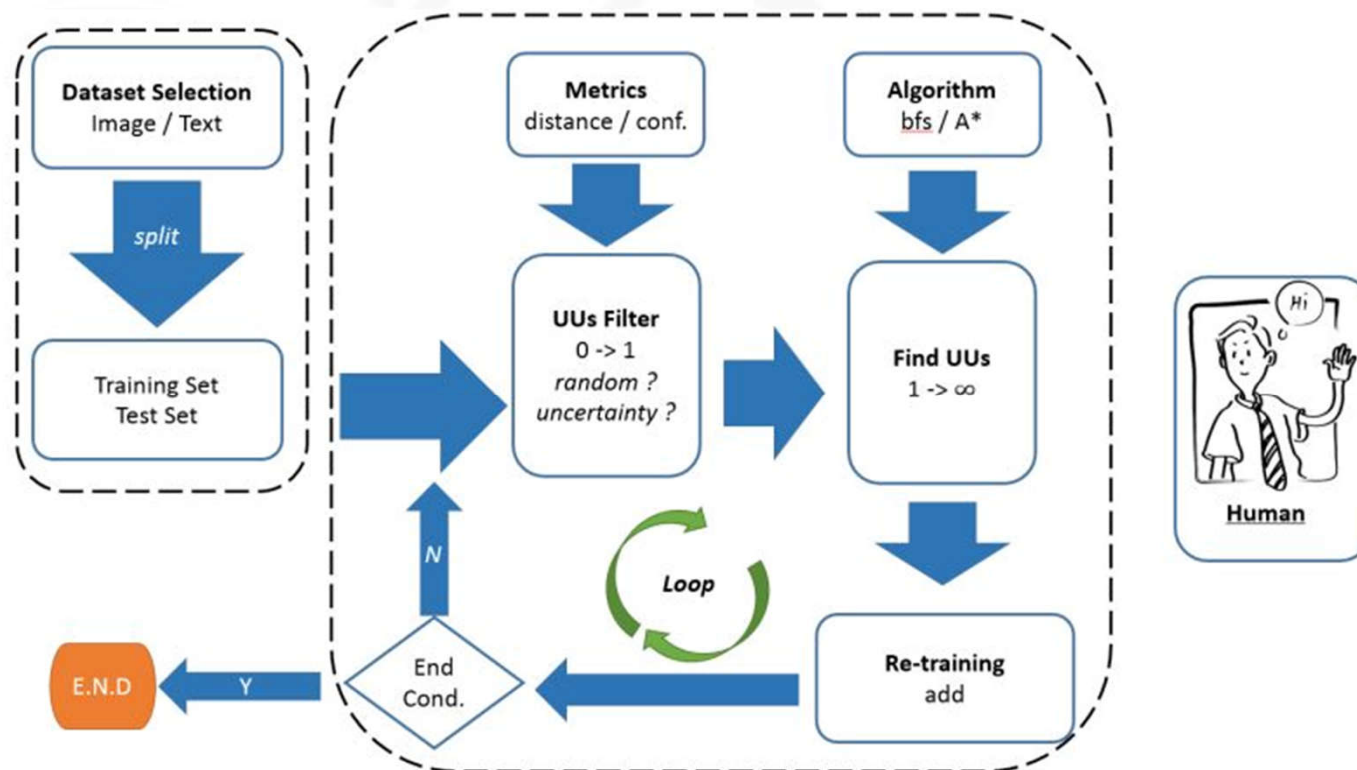 Dataset Selection
Image / Text
split
Training Set
Test Set
Metrics
distance / conf.
Algorithm
bfs / A*
UUs Filter
0 -> 1
random ?
uncertainty ?
Find UUs
1 -> ∞
Hi
Human
N
Loop
Re-training
add
End
Cond.
Y
E.N.D